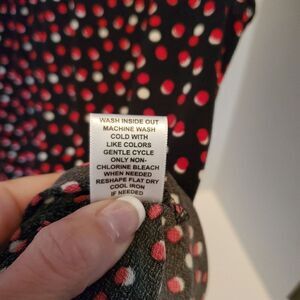 WASH INSIDE OUT
MACHINE WASH
COLD WITH
LIKE COLORS
GENTLE CYCLE
ONLY NON-
CHLORINE BLEACH
WHEN NEEDED
RESHAPE FLAT DRY
COOL IRON
IF NEEDED